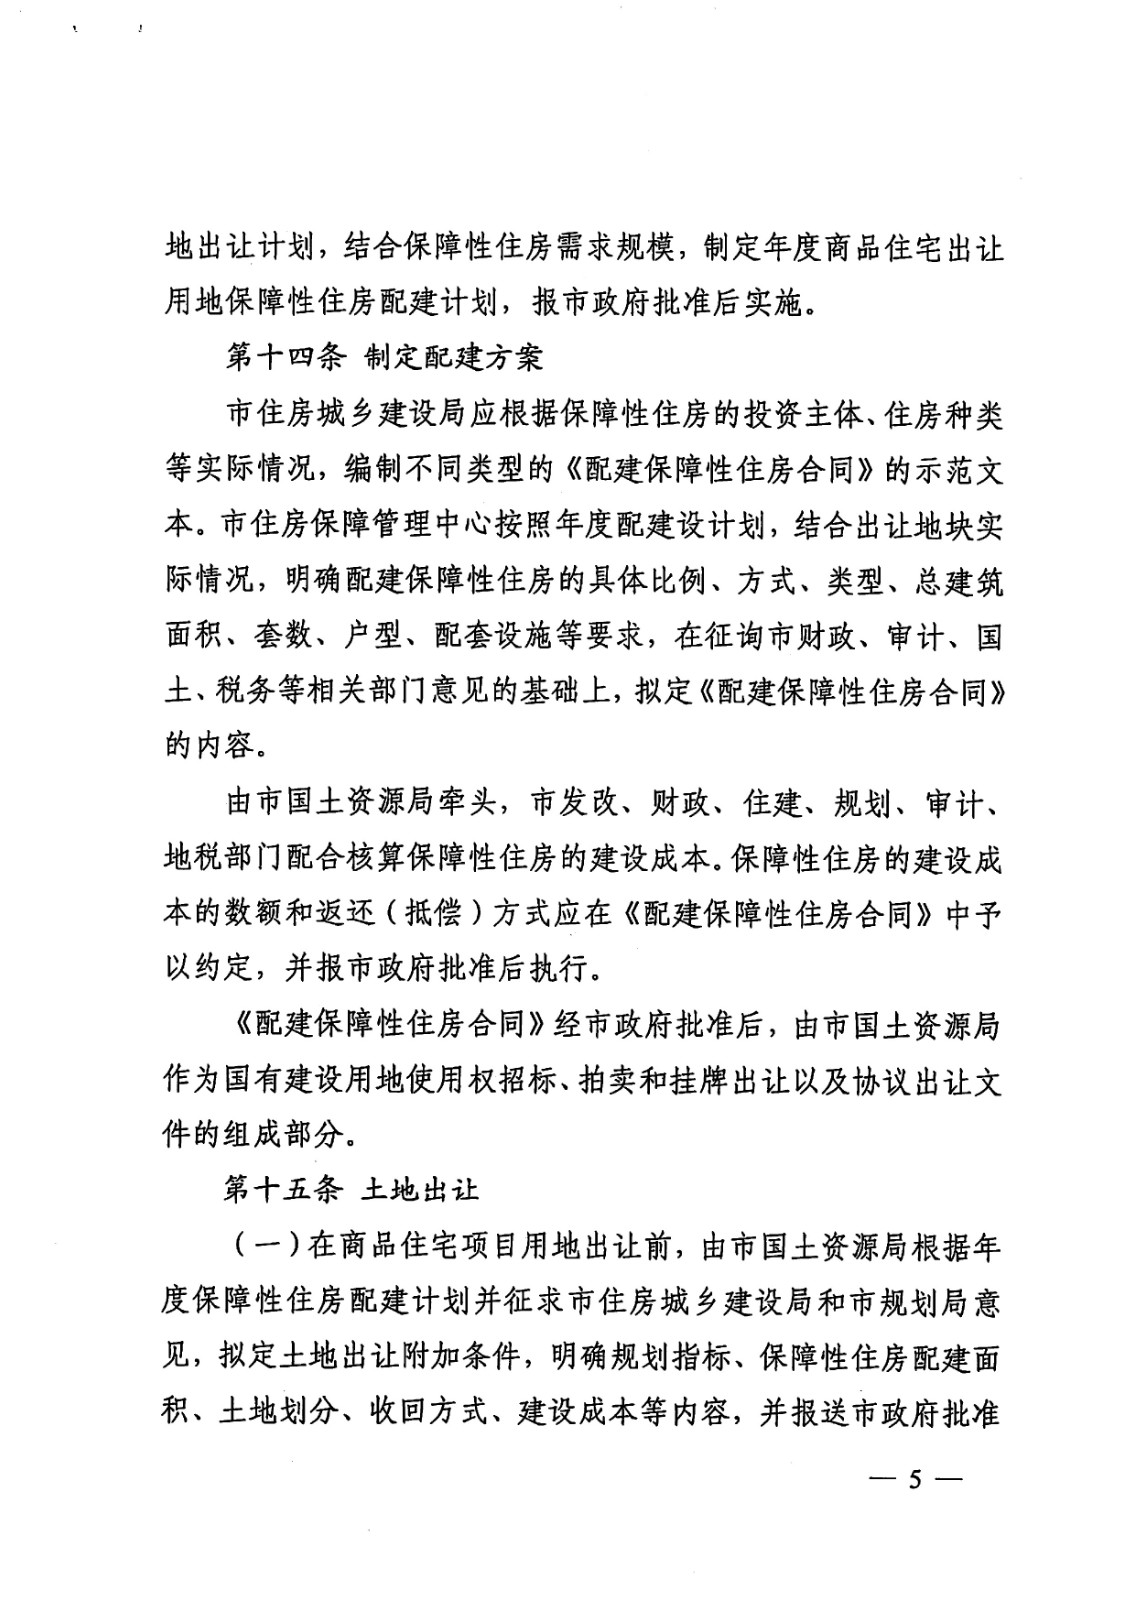 地出让计划，结合保障性住房需求规模，制定年度商品住宅出让
用地保障性住房配建计划，报市政府批准后实施。
第十四条 制定配建方案
市住房城乡建设局应根据保障性住房的投资主体、住房种类
等实际情况，编制不同类型的《配建保障性住房合同》的示范文
本。市住房保障管理中心按照年度配建设计划，结合出让地块实
际情况，明确配建保障性住房的具体比例、方式、类型、总建筑
面积、套数、户型、配套设施等要求，在征询市财政、审计、国
土、税务等相关部门意见的基础上，拟定《配建保障性住房合同》
的内容。
由市国土资源局牵头，市发改、财政、住建、规划、审计、
地税部门配合核算保障性住房的建设成本。保障性住房的建设成
本的数额和返还（抵偿）方式应在《配建保障性住房合同》中予
以约定，并报市政府批准后执行。
《配建保障性住房合同》经市政府批准后，由市国土资源局
作为国有建设用地使用权招标、拍卖和挂牌出让以及协议出让文
件的组成部分。
第十五条 土地出让
（一）在商品住宅项目用地出让前，由市国土资源局根据年
度保障性住房配建计划并征求市住房城乡建设局和市规划局意
见，拟定土地出让附加条件，明确规划指标、保障性住房配建面
积、土地划分、收回方式、建设成本等内容，并报送市政府批准
— 5 —